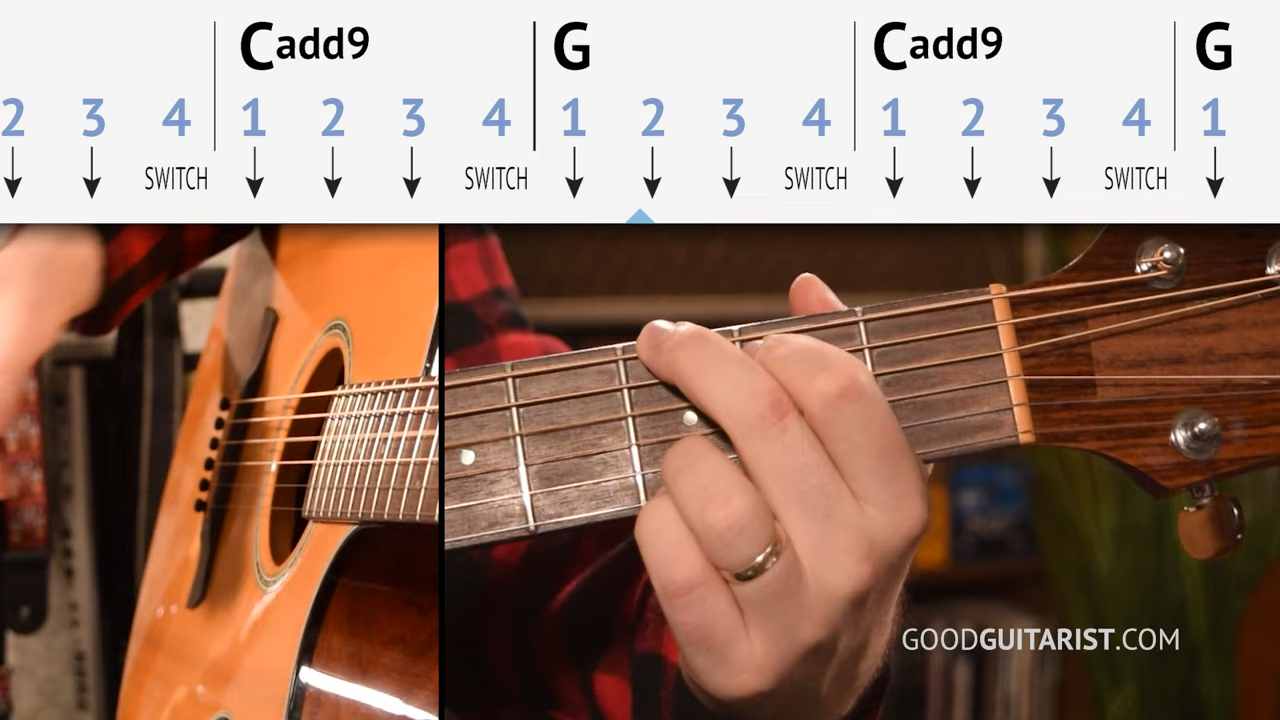 Cadd9 G Cadd9 G
2 3 4 1 2 3 4 1 2 3 4 1 2 3 4 1
SWITCH SWITCH SWITCH SWITCH
GOODGUITARIST.COM